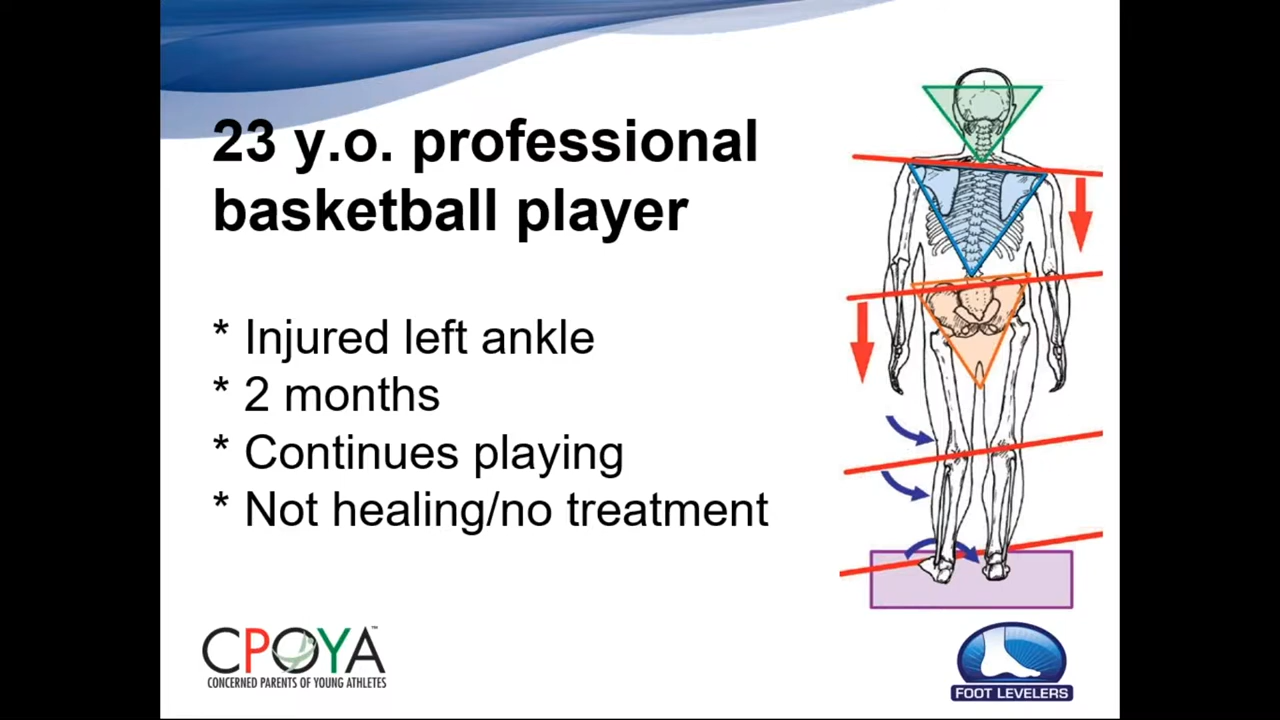 23 y.o. professional
basketball player
* Injured left ankle
* 2 months
* Continues playing
* Not healing/no treatment
CPOYA™
CONCERNED PARENTS OF YOUNG ATHLETES
FOOT LEVELERS